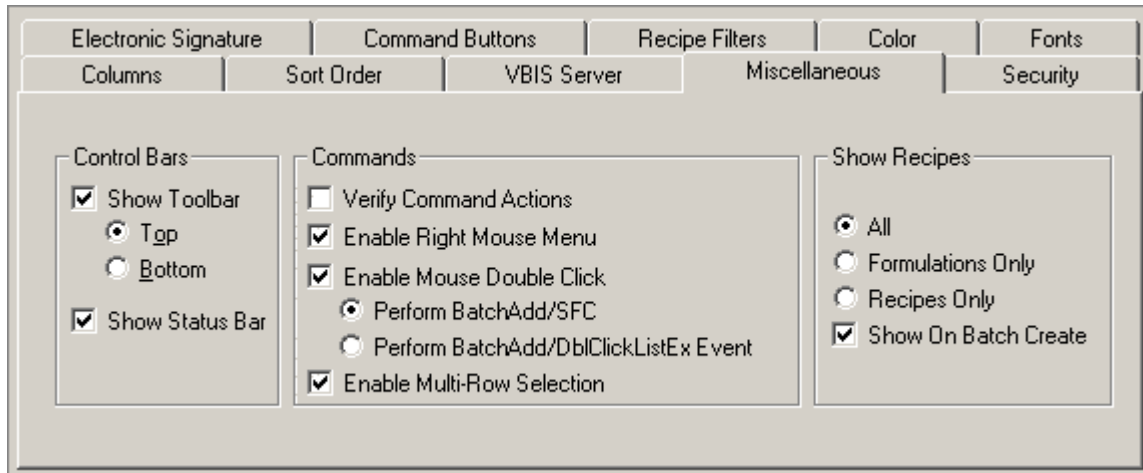 Electronic Signature Command Buttons Recipe Filters Color Fonts
Columns Sort Order VBIS Server Miscellaneous Security
Control Bars
Show Toolbar
Top
Bottom
Show Status Bar
Commands
Verify Command Actions
Enable Right Mouse Menu
Enable Mouse Double Click
Perform BatchAdd/SFC
Perform BatchAdd/DblClickListEx Event
Enable Multi-Row Selection
Show Recipes
All
Formulations Only
Recipes Only
Show On Batch Create